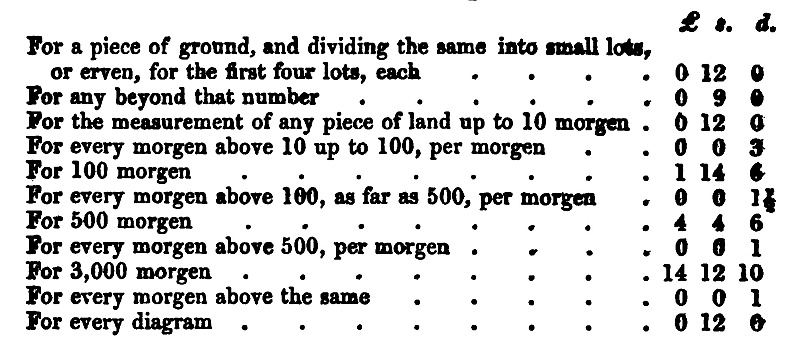 £ s. d.
For a piece of ground, and dividing the same into small lots,
or erven, for the first four lots, each . . . . 0 12 0
For any beyond that number . . . . . . 0 9 0
For the measurement of any piece of land up to 10 morgen . 0 12 0
For every morgen above 10 up to 100, per morgen . . 0 0 3
For 100 morgen . . . . . . . . 1 14 6
For every morgen above 100, as far as 500, per morgen . 0 0 1½
For 500 morgen . . . . . . . . 4 4 6
For every morgen above 500, per morgen . . . . 0 0 1
For 3,000 morgen . . . . . . . 14 12 10
For every morgen above the same . . . . . 0 0 1
For every diagram . . . . . . . . 0 12 0